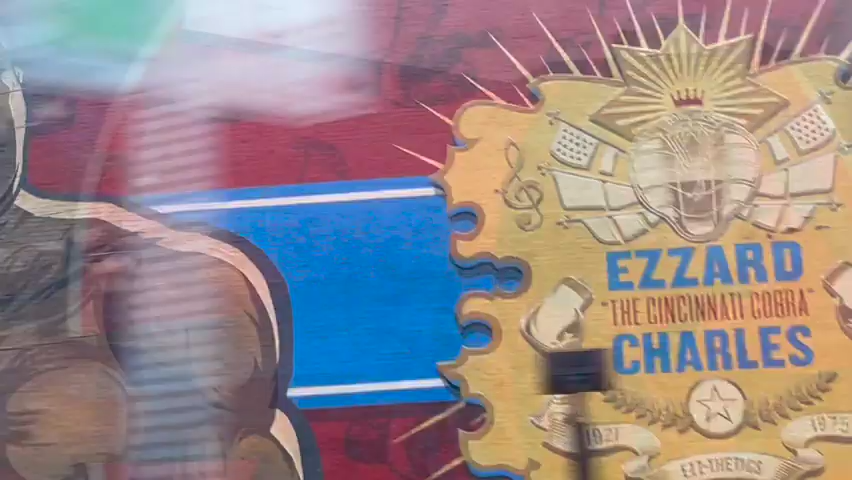 EZZARD
"THE CINCINNATI COBRA"
CHARLES
1921 1975
EZZ-THETICS